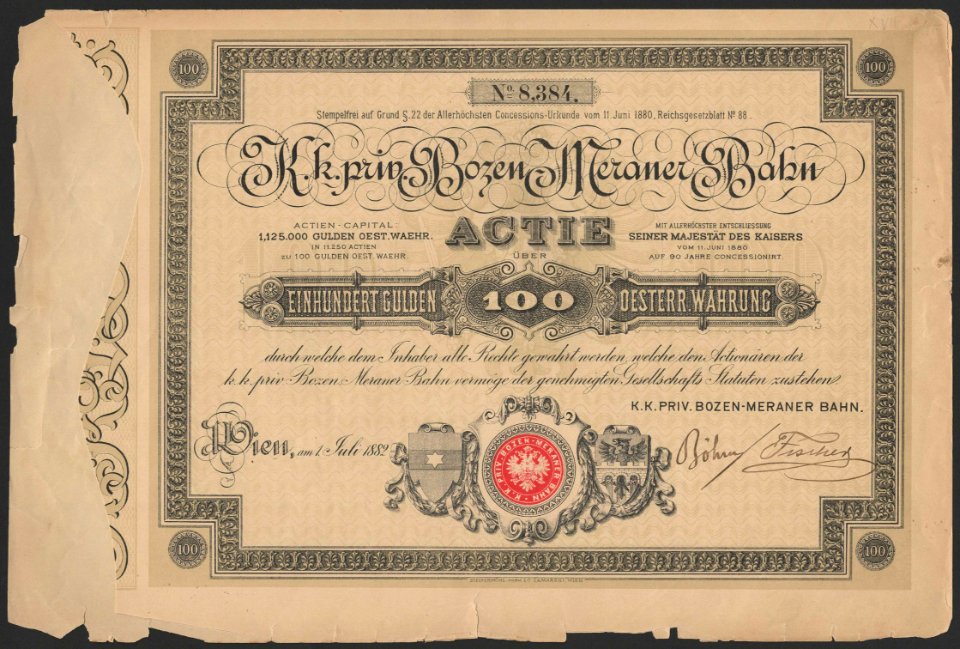 100
100
Nº 8.384.
Stempelfrei auf Grund §. 22 der Allerhöchsten Concessions-Urkunde vom 11. Juni 1880, Reichsgesetzblatt Nº 88.
K. k. priv. Bozen Meraner Bahn
ACTIEN-CAPITAL:
1,125.000 GULDEN OEST. WAEHR.
IN 11.250 ACTIEN
ZU 100 GULDEN OEST. WAEHR.
ACTIE
ÜBER
MIT ALLERHÖCHSTER ENTSCHLIESSUNG
SEINER MAJESTÄT DES KAISERS
VOM 11. JUNI 1880
AUF 90 JAHRE CONCESSIONIRT
EINHUNDERT GULDEN 100 OESTERR. WÄHRUNG
durch welche dem Inhaber alle Rechte gewahrt werden, welche den Actionären der
k. k. priv. Bozen Meraner Bahn vermöge der genehmigten Gesellschafts Statuten zustehen.
K.K. PRIV. BOZEN-MERANER BAHN.
Wien, am 1. Juli 1882
K. K. PRIV. BOZEN-MERANER BAHN
Böhm / Fischer
100
100